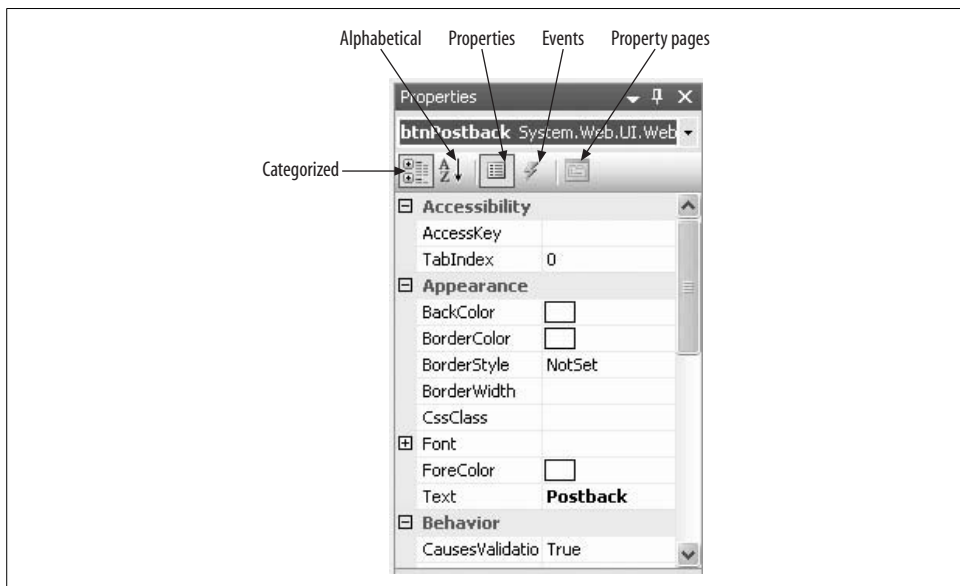 Alphabetical Properties Events Property pages
Properties
btnPostback System.Web.UI.Web
Categorized
A
Z
Accessibility
AccessKey
TabIndex 0
Appearance
BackColor
BorderColor
BorderStyle NotSet
BorderWidth
CssClass
Font
ForeColor
Text Postback
Behavior
CausesValidatio True